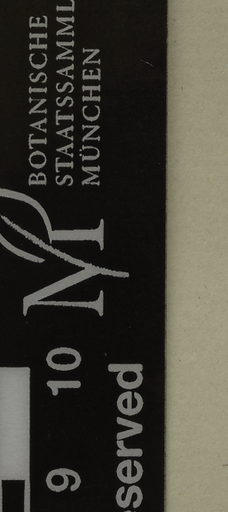 BOTANISCHE
STAATSSAMML
MÜNCHEN
M
9 10
served